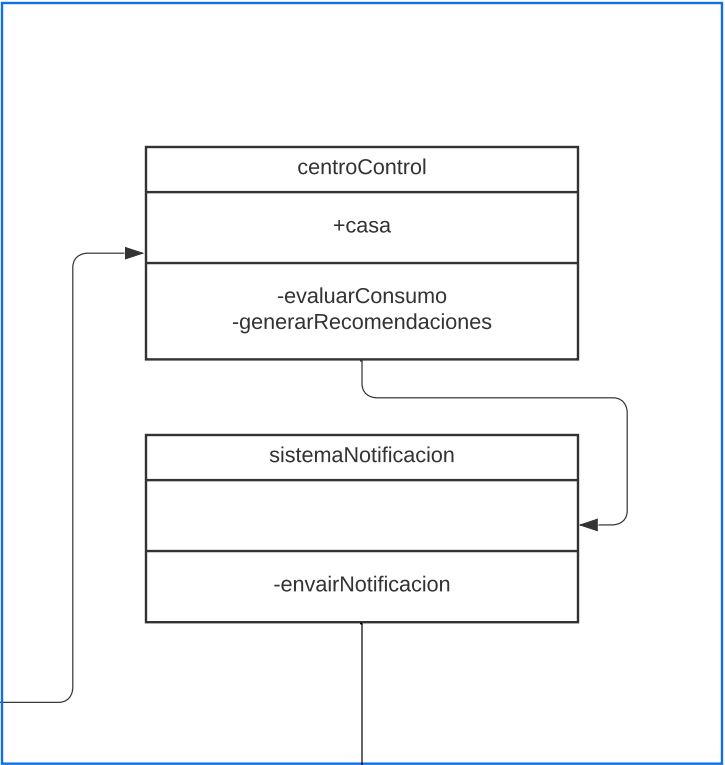 centroControl
+casa
-evaluarConsumo
-generarRecomendaciones
sistemaNotificacion
-envairNotificacion